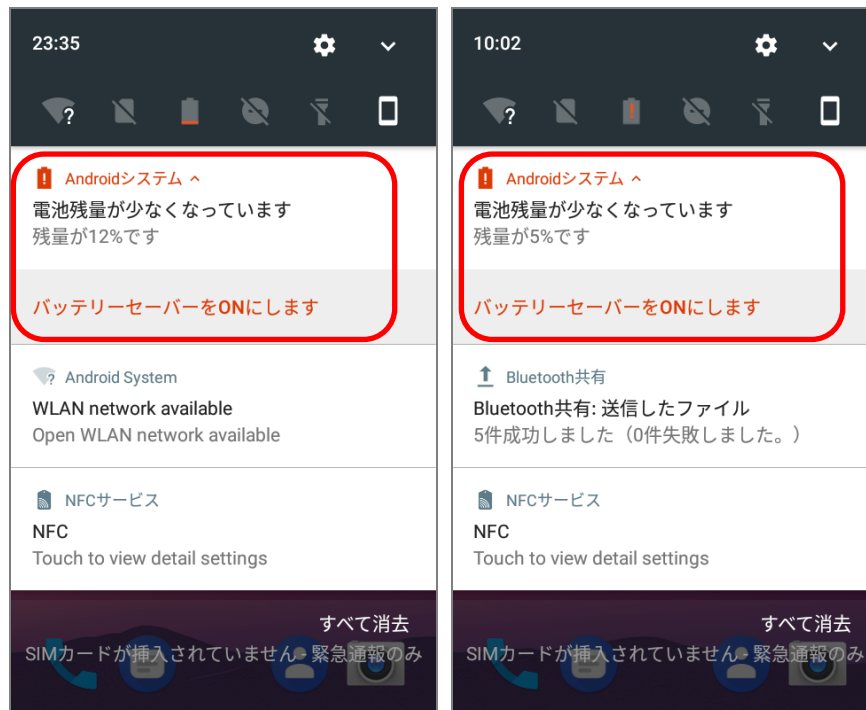 23:35
Androidシステム
電池残量が少なくなっています
残量が12%です
バッテリーセーバーをONにします
Android System
WLAN network available
Open WLAN network available
NFCサービス
NFC
Touch to view detail settings
すべて消去
SIMカードが挿入されていません - 緊急通報のみ
10:02
Androidシステム
電池残量が少なくなっています
残量が5%です
バッテリーセーバーをONにします
Bluetooth共有
Bluetooth共有: 送信したファイル
5件成功しました（0件失敗しました。）
NFCサービス
NFC
Touch to view detail settings
すべて消去
SIMカードが挿入されていません - 緊急通報のみ